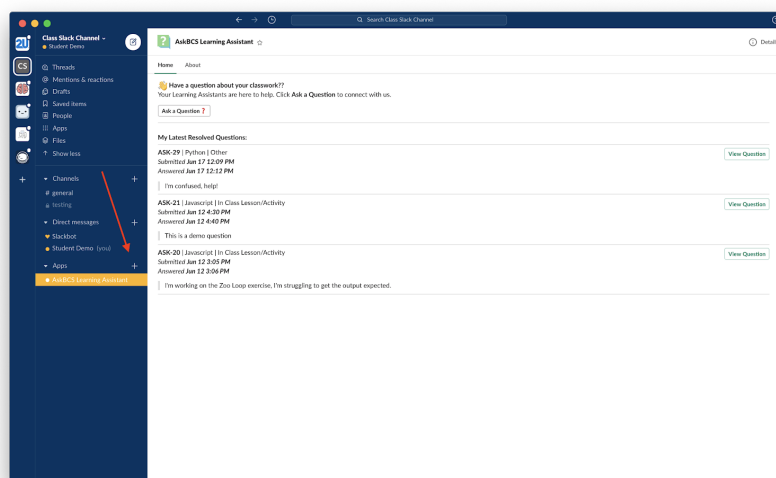 Search Class Slack Channel
2U
Class Slack Channel
Student Demo
CS
Threads
Mentions & reactions
Drafts
Saved items
People
Apps
Files
Show less
Channels
# general
testing
Direct messages
Slackbot
Student Demo (you)
Apps
AskBCS Learning Assistant
AskBCS Learning Assistant
Detail
Home About
Have a question about your classwork??
Your Learning Assistants are here to help. Click Ask a Question to connect with us.
Ask a Question ?
My Latest Resolved Questions:
ASK-29 | Python | Other
Submitted Jun 17 12:09 PM
Answered Jun 17 12:12 PM
View Question
I'm confused, help!
ASK-21 | Javascript | In Class Lesson/Activity
Submitted Jun 12 4:30 PM
Answered Jun 12 4:40 PM
View Question
This is a demo question
ASK-20 | Javascript | In Class Lesson/Activity
Submitted Jun 12 3:05 PM
Answered Jun 12 3:06 PM
View Question
I'm working on the Zoo Loop exercise, I'm struggling to get the output expected.